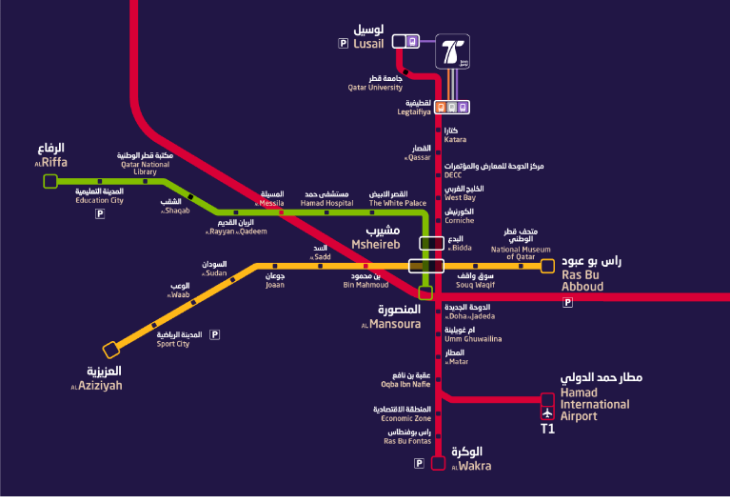 لوسيل
P Lusail
جامعة قطر
Qatar University
لقطيفية
Legtaifiya
كتارا
Katara
القصار
AL Qassar
مركز الدوحة للمعارض والمؤتمرات
DECC
الخليج الغربي
West Bay
الكورنيش
Corniche
البدع
AL Bidda
الرفاع
AL Riffa
مكتبة قطر الوطنية
Qatar National
Library
المدينة التعليمية
Education City
P
الشقب
AL Shaqab
الريان القديم
AL Rayyan AL Qadeem
المسيلة
AL Messila
مستشفى حمد
Hamad Hospital
القصر الابيض
The White Palace
مشيرب
Msheireb
متحف قطر
الوطني
National Museum
of Qatar
سوق واقف
Souq Waqif
راس بو عبود
Ras Bu
Abboud
P
السد
AL Sadd
بن محمود
Bin Mahmoud
جوعان
Joaan
السودان
AL Sudan
الوعب
AL Waab
المدينة الرياضية
Sport City
P
العزيزية
AL Aziziyah
المنصورة
AL Mansoura
الدوحة الجديدة
AL Doha AL Jadeda
ام غويلينة
Umm Ghuwailina
المطار
AL Matar
عقبة بن نافع
Oqba Ibn Nafie
مطار حمد الدولي
Hamad
International
Airport
T1
المنطقة الاقتصادية
Economic Zone
راس بوفنطاس
Ras Bu Fontas
الوكرة
P AL Wakra